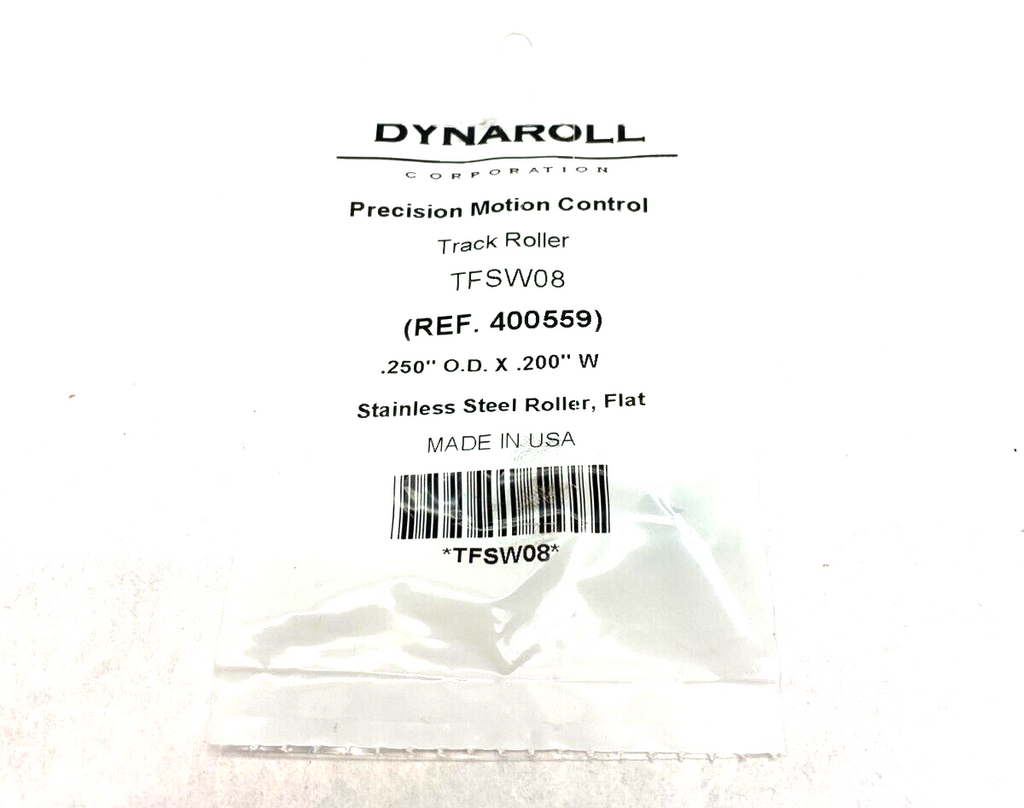 DYNAROLL
CORPORATION
Precision Motion Control
Track Roller
TFSW08
(REF. 400559)
.250" O.D. X .200" W
Stainless Steel Roller, Flat
MADE IN USA
*TFSW08*